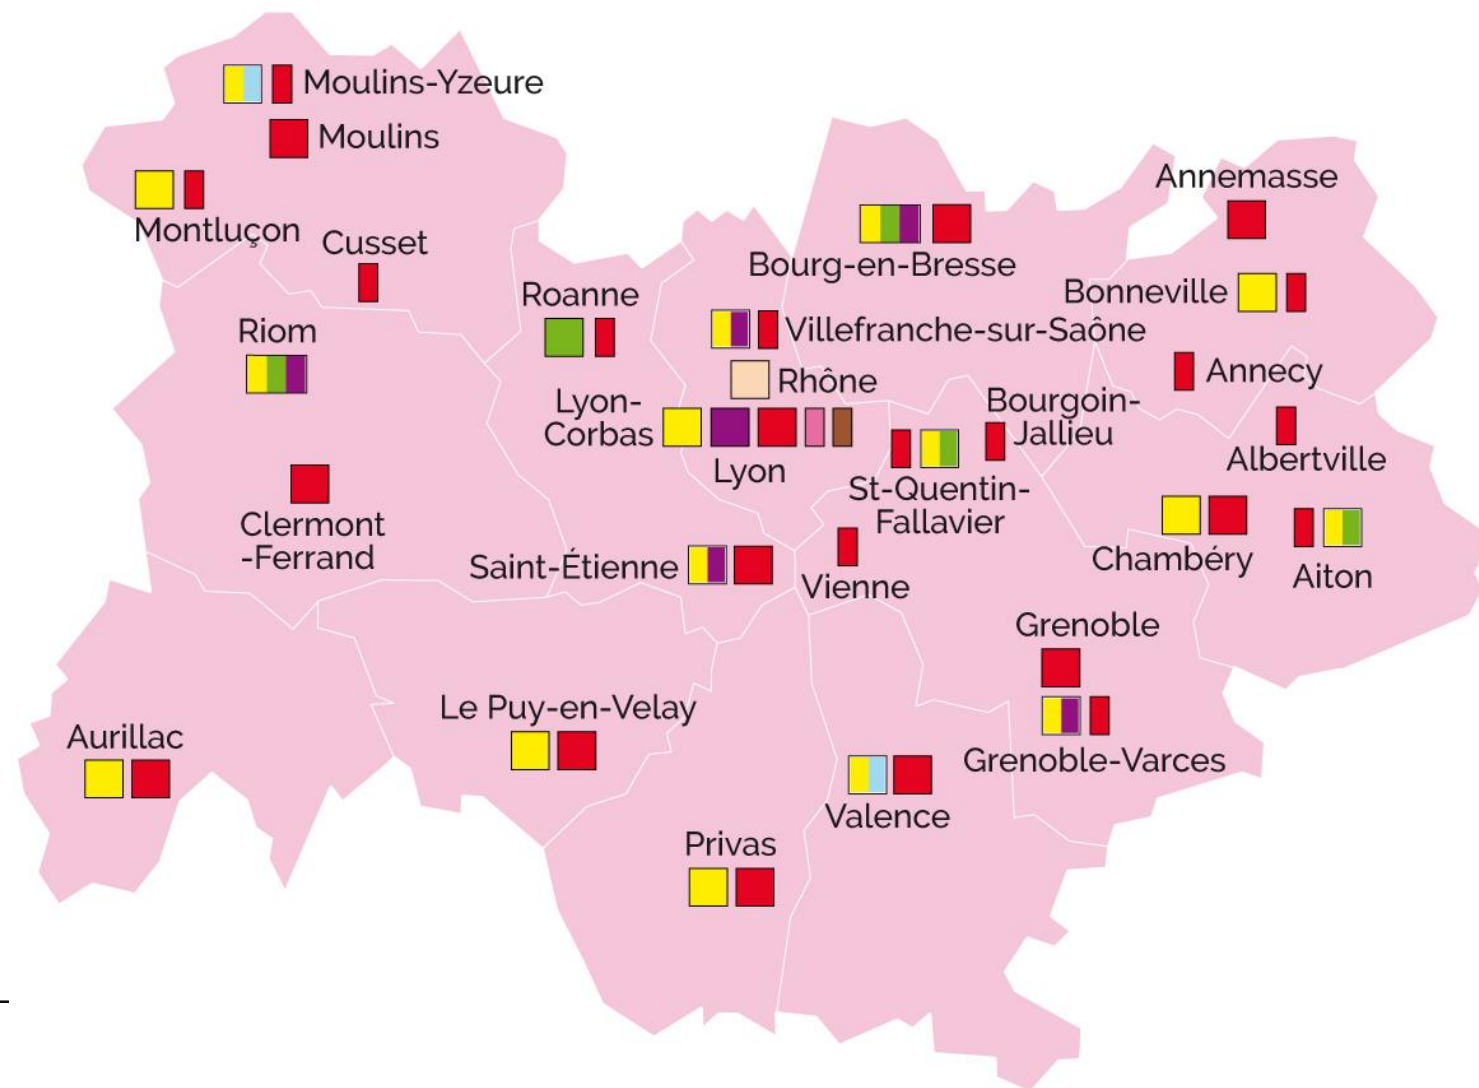 Moulins-Yzeure
Moulins
Montluçon
Cusset
Riom
Roanne
Clermont
-Ferrand
Annemasse
Bourg-en-Bresse
Bonneville
Villefranche-sur-Saône
Rhône
Lyon-
Corbas
Lyon
Annecy
Bourgoin-
Jallieu
Albertville
St-Quentin-
Fallavier
Chambéry
Aiton
Saint-Étienne
Vienne
Grenoble
Grenoble-Varces
Le Puy-en-Velay
Aurillac
Valence
Privas